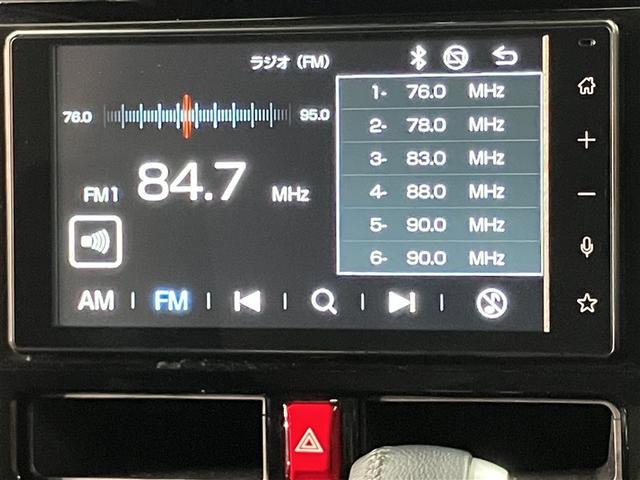 ラジオ (FM)
76.0 95.0
FM1 84.7 MHz
1- 76.0 MHz
2- 78.0 MHz
3- 83.0 MHz
4- 88.0 MHz
5- 90.0 MHz
6- 90.0 MHz
AM | FM | | | |